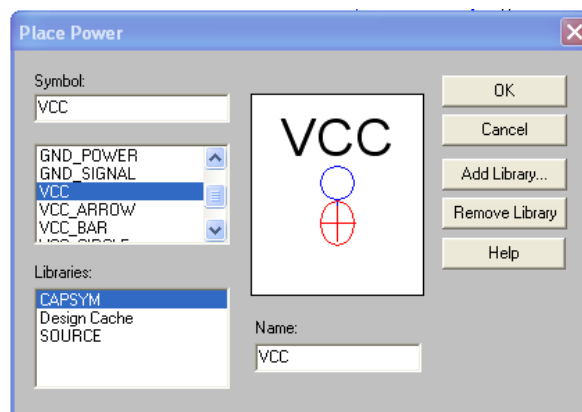 Place Power
Symbol:
VCC
GND_POWER
GND_SIGNAL
VCC
VCC_ARROW
VCC_BAR
Libraries:
CAPSYM
Design Cache
SOURCE
VCC
Name:
VCC
OK
Cancel
Add Library...
Remove Library
Help